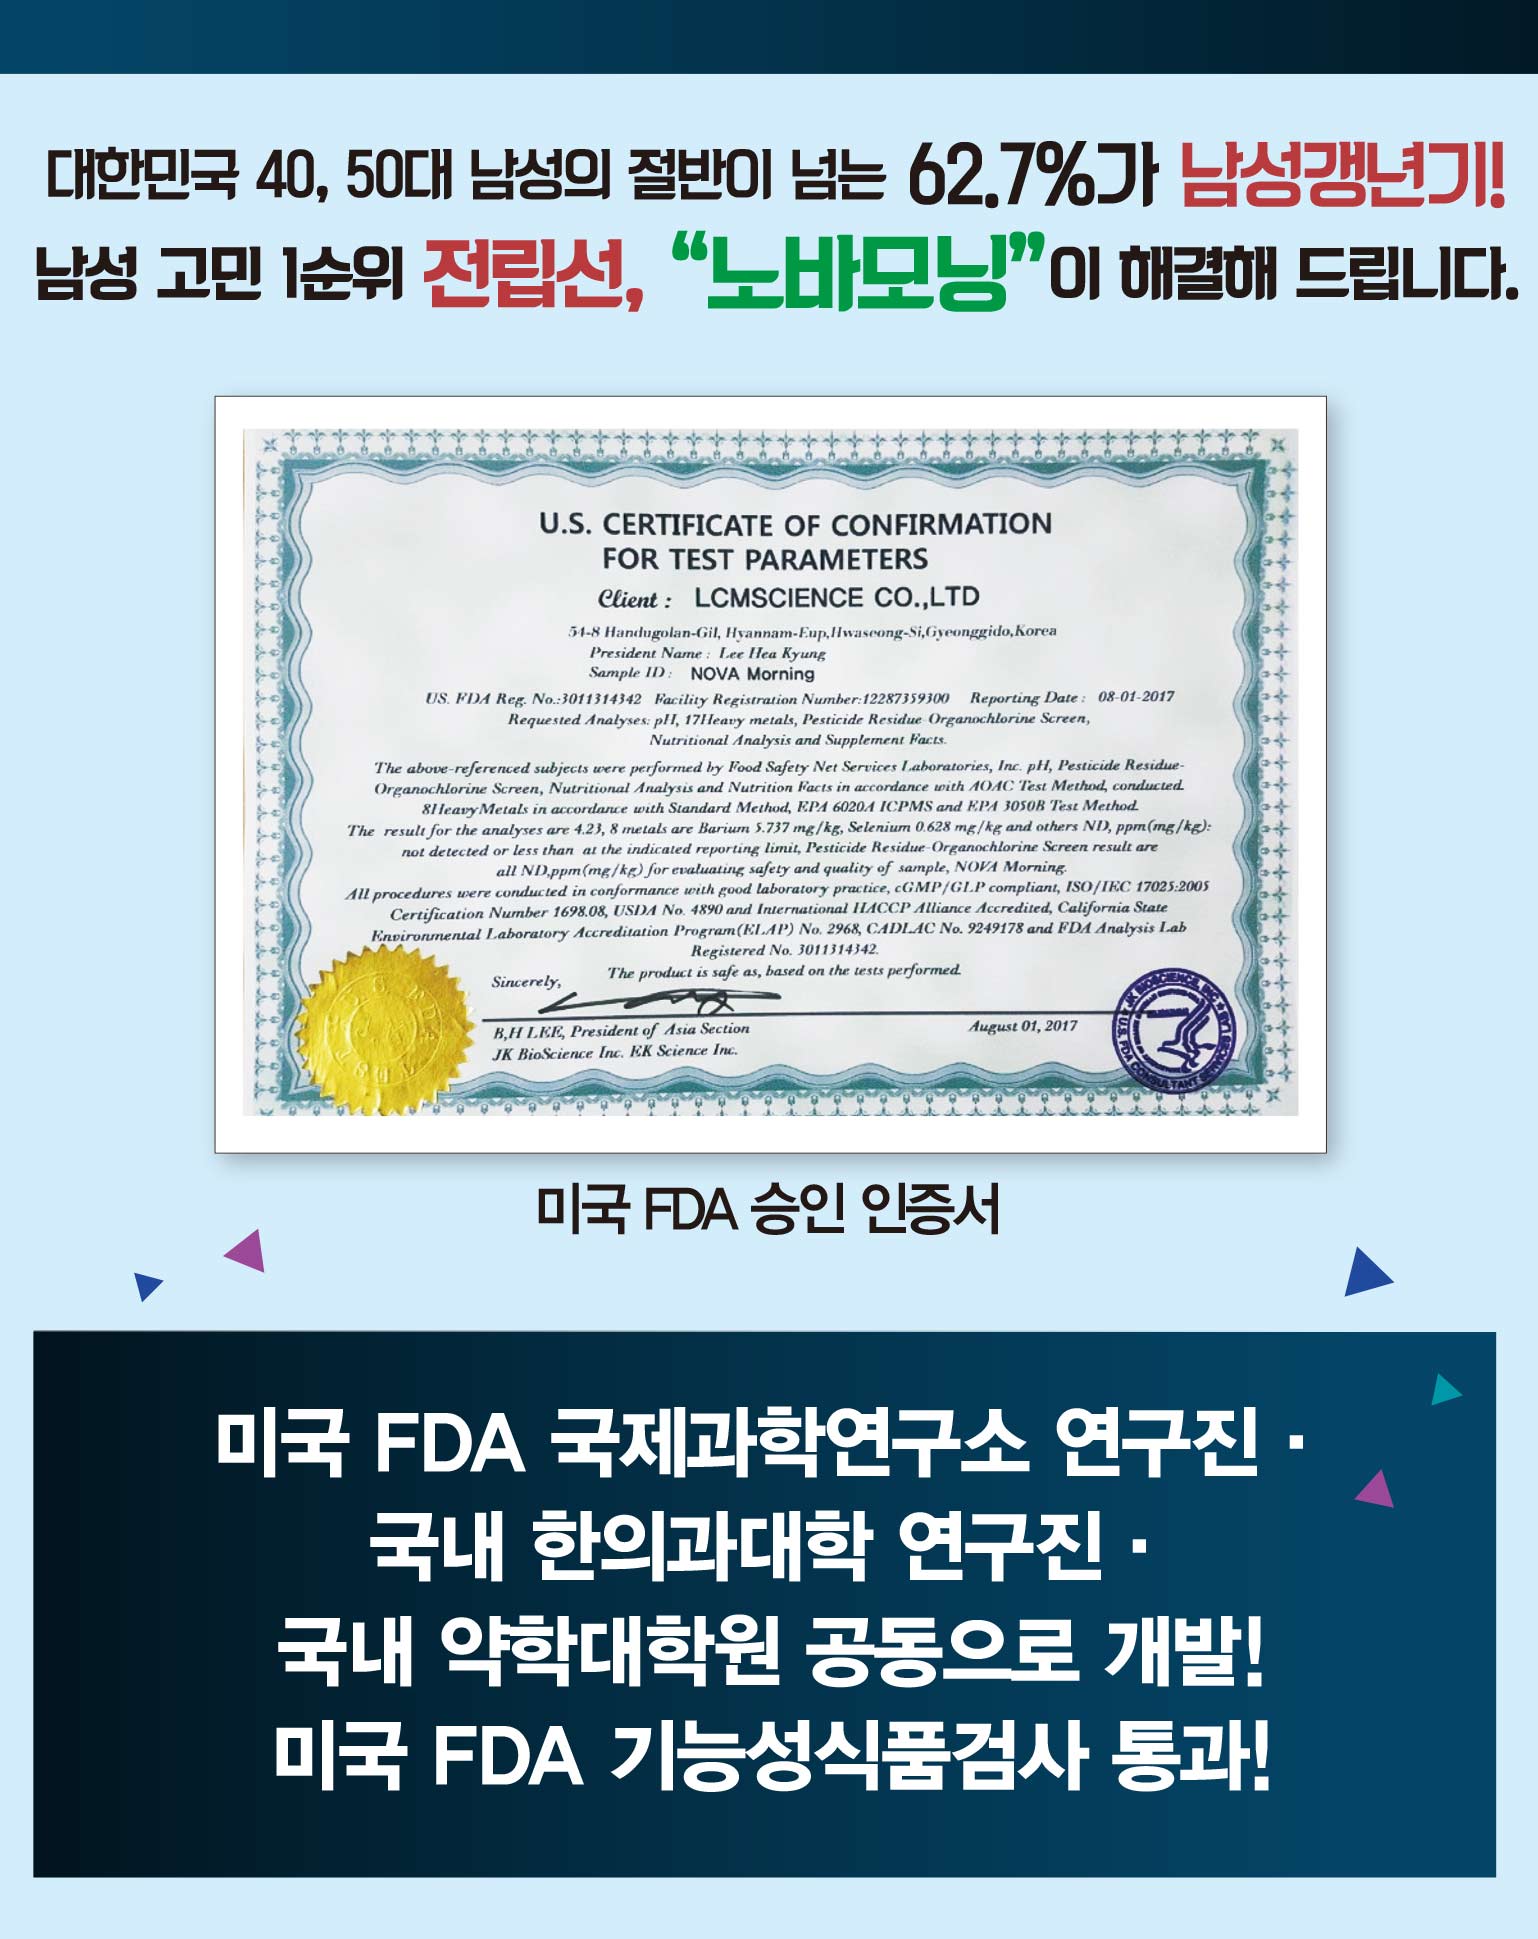 대한민국 40, 50대 남성의 절반이 넘는 62.7%가 남성갱년기!
남성 고민 1순위 전립선, “노바모닝”이 해결해 드립니다.
U.S. CERTIFICATE OF CONFIRMATION
FOR TEST PARAMETERS
Client : LCMSCIENCE CO.,LTD
54-8 Handugolan-Gil, Hyannam-Eup,Hwaseong-Si,Gyeonggido,Korea
President Name : Lee Hea Kyung
Sample ID : NOVA Morning
US. FDA Reg. No.:3011314342 Facility Registration Number:12287359300 Reporting Date : 08-01-2017
Requested Analyses: pH, 17Heavy metals, Pesticide Residue-Organochlorine Screen,
Nutritional Analysis and Supplement Facts.
The above-referenced subjects were performed by Food Safety Net Services Laboratories, Inc. pH, Pesticide Residue-
Organochlorine Screen, Nutritional Analysis and Nutrition Facts in accordance with AOAC Test Method, conducted.
8HeavyMetals in accordance with Standard Method, EPA 6020A ICPMS and EPA 3050B Test Method.
The result for the analyses are 4.23, 8 metals are Barium 5.737 mg/kg, Selenium 0.628 mg/kg and others ND, ppm(mg/kg):
not detected or less than at the indicated reporting limit, Pesticide Residue-Organochlorine Screen result are
all ND,ppm(mg/kg) for evaluating safety and quality of sample, NOVA Morning.
All procedures were conducted in conformance with good laboratory practice, cGMP/GLP compliant, ISO/IEC 17025:2005
Certification Number 1698.08, USDA No. 4890 and International HACCP Alliance Accredited, California State
Environmental Laboratory Accreditation Program(ELAP) No. 2968, CADLAC No. 9249178 and FDA Analysis Lab
Registered No. 3011314342.
The product is safe as, based on the tests performed.
Sincerely,
B,H LEE, President of Asia Section
August 01, 2017
JK BioScience Inc. EK Science Inc.
JK BIOSCIENCE, INC
U.S. FDA CONSULTANT SERVICES LAB
미국 FDA 승인 인증서
미국 FDA 국제과학연구소 연구진 ·
국내 한의과대학 연구진 ·
국내 약학대학원 공동으로 개발!
미국 FDA 기능성식품검사 통과!